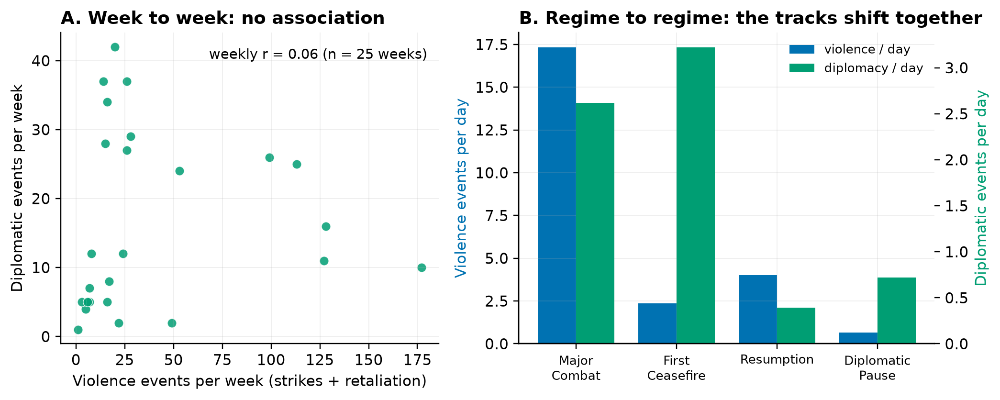 A. Week to week: no association
weekly r = 0.06 (n = 25 weeks)
Diplomatic events per week
40
30
20
10
0
0 25 50 75 100 125 150 175
Violence events per week (strikes + retaliation)
B. Regime to regime: the tracks shift together
violence / day
diplomacy / day
Violence events per day
17.5
15.0
12.5
10.0
7.5
5.0
2.5
0.0
3.0
2.5
2.0
1.5
1.0
0.5
0.0
Diplomatic events per day
Major
Combat
First
Ceasefire
Resumption
Diplomatic
Pause